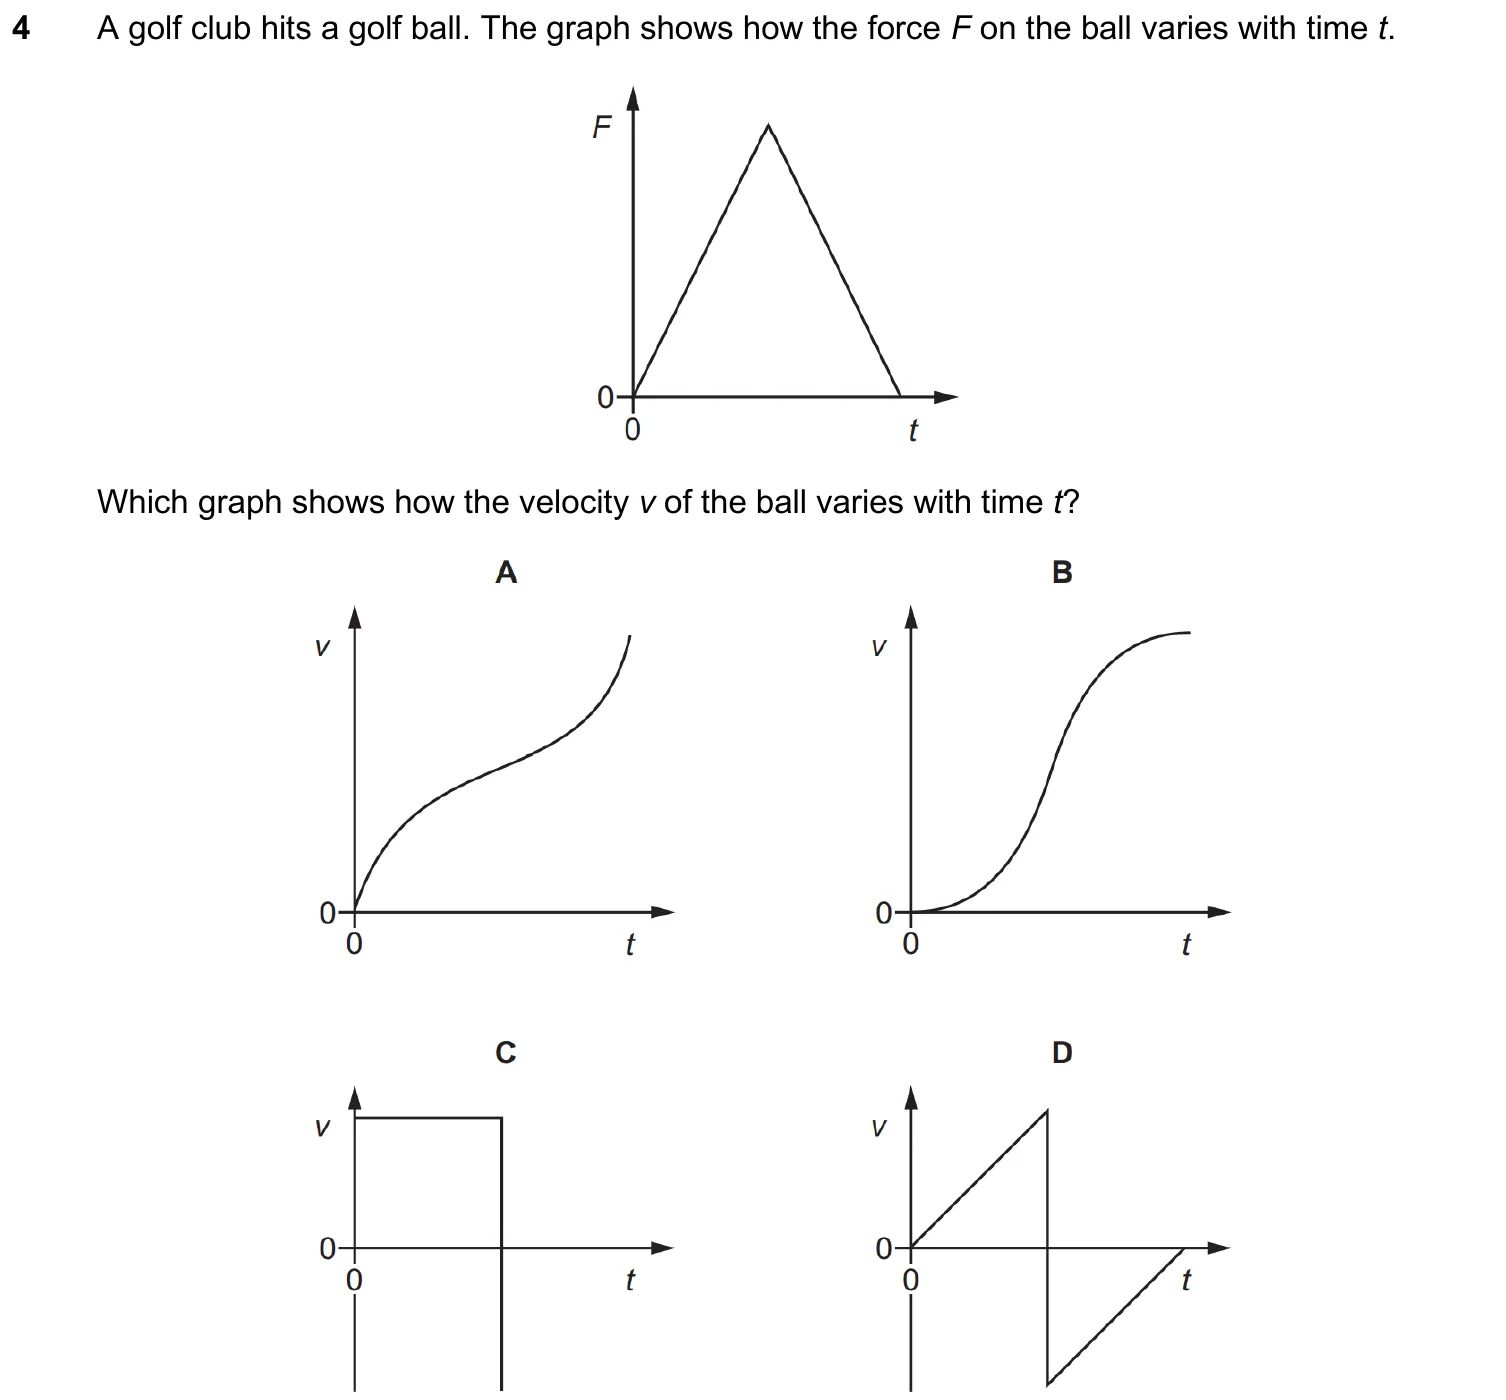 4 A golf club hits a golf ball. The graph shows how the force F on the ball varies with time t.
F
0
0
t
Which graph shows how the velocity v of the ball varies with time t?
A
B
v
v
0
0
0
t
0
t
C
D
v
v
0
0
0
t
0
t